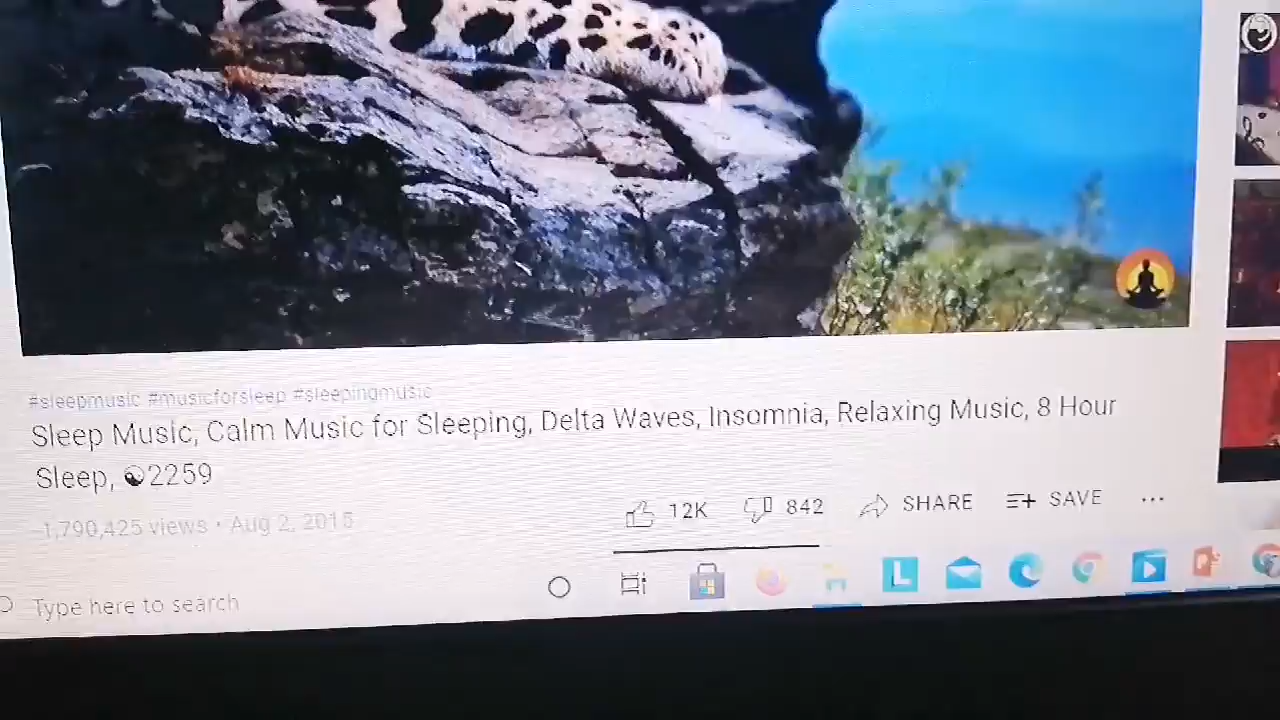 #sleepmusic #musicforsleep #sleepingmusic
Sleep Music, Calm Music for Sleeping, Delta Waves, Insomnia, Relaxing Music, 8 Hour
Sleep, ☯2259
1,790,425 views • Aug 2, 2015
12K 842 SHARE SAVE
Type here to search